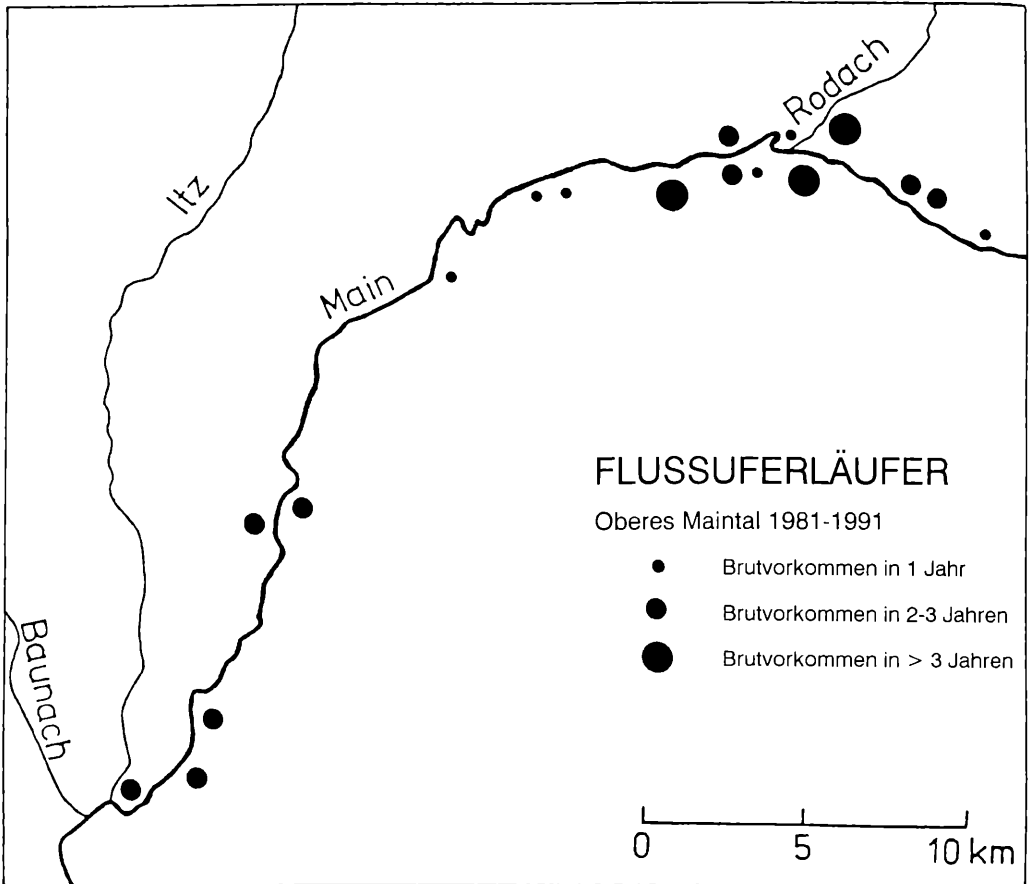 Rodach
Itz
Main
FLUSSUFERLÄUFER
Oberes Maintal 1981-1991
Brutvorkommen in 1 Jahr
Brutvorkommen in 2-3 Jahren
Brutvorkommen in > 3 Jahren
Baunach
0 5 10 km